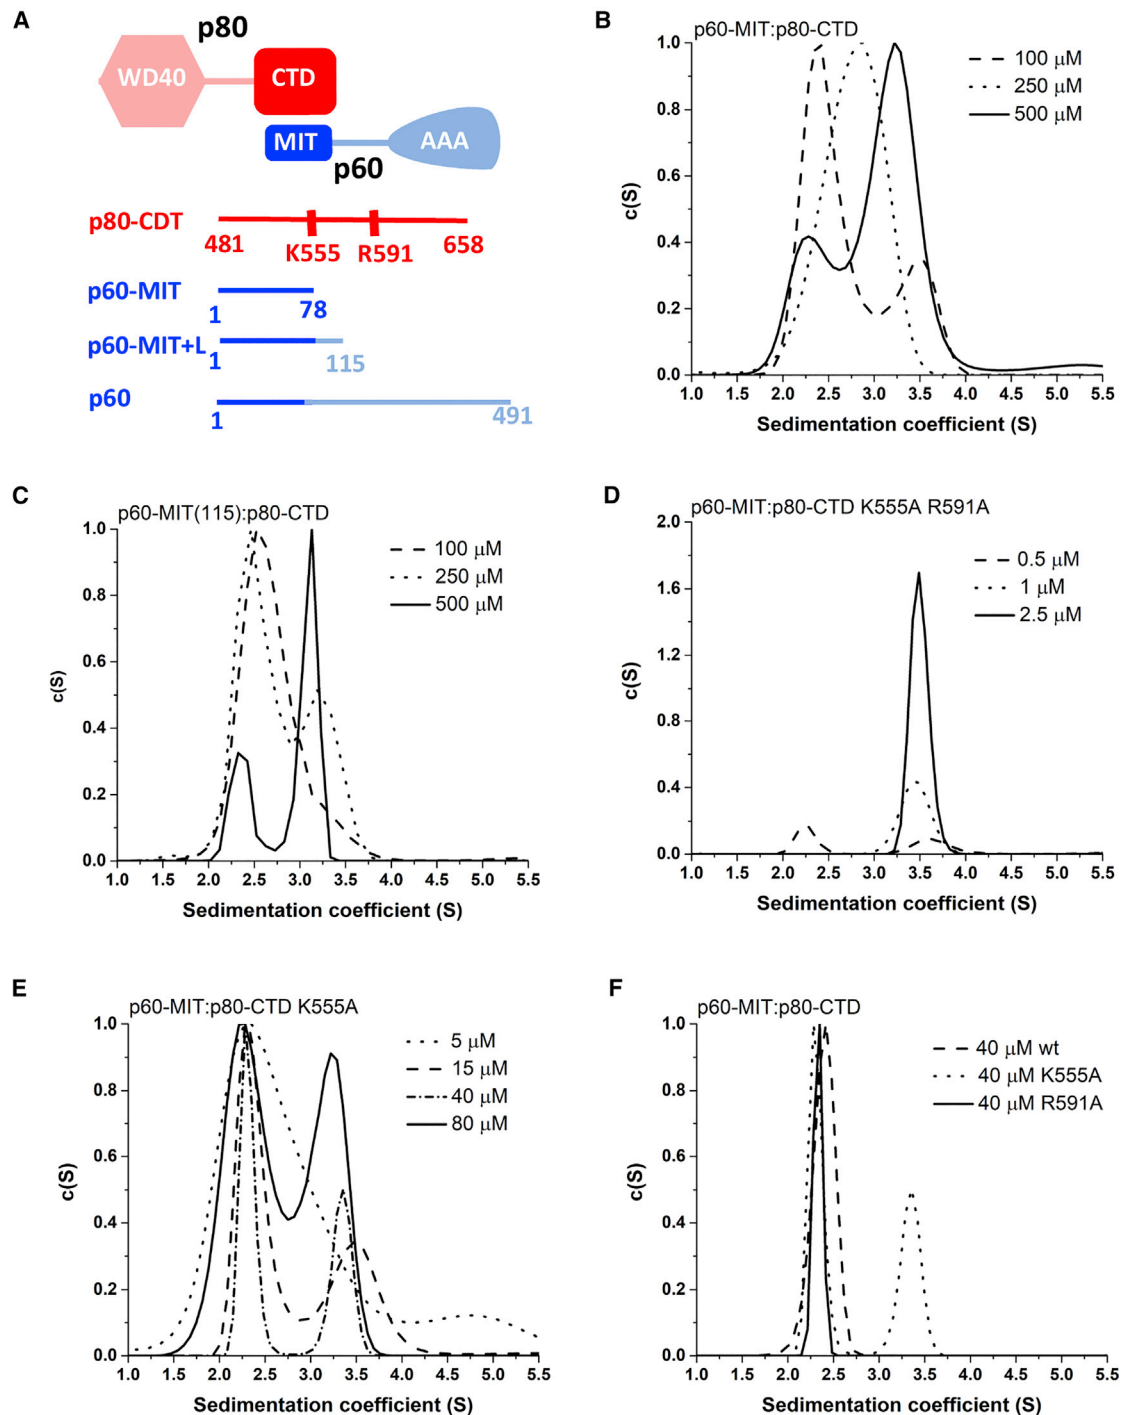 A
p80
WD40
CTD
MIT
AAA
p60
p80-CDT
481
K555
R591
658
p60-MIT
1
78
p60-MIT+L
1
115
p60
1
491
B
p60-MIT:p80-CTD
100 μM
250 μM
500 μM
c(S)
1.0
0.8
0.6
0.4
0.2
0.0
1.0 1.5 2.0 2.5 3.0 3.5 4.0 4.5 5.0 5.5
Sedimentation coefficient (S)
C
p60-MIT(115):p80-CTD
100 μM
250 μM
500 μM
c(S)
1.0
0.8
0.6
0.4
0.2
0.0
1.0 1.5 2.0 2.5 3.0 3.5 4.0 4.5 5.0 5.5
Sedimentation coefficient (S)
D
p60-MIT:p80-CTD K555A R591A
0.5 μM
1 μM
2.5 μM
c(S)
2.0
1.6
1.2
0.8
0.4
0.0
1.0 1.5 2.0 2.5 3.0 3.5 4.0 4.5 5.0 5.5
Sedimentation coefficient (S)
E
p60-MIT:p80-CTD K555A
5 μM
15 μM
40 μM
80 μM
c(S)
1.0
0.8
0.6
0.4
0.2
0.0
1.0 1.5 2.0 2.5 3.0 3.5 4.0 4.5 5.0 5.5
Sedimentation coefficient (S)
F
p60-MIT:p80-CTD
40 μM wt
40 μM K555A
40 μM R591A
c(S)
1.0
0.8
0.6
0.4
0.2
0.0
1.0 1.5 2.0 2.5 3.0 3.5 4.0 4.5 5.0 5.5
Sedimentation coefficient (S)